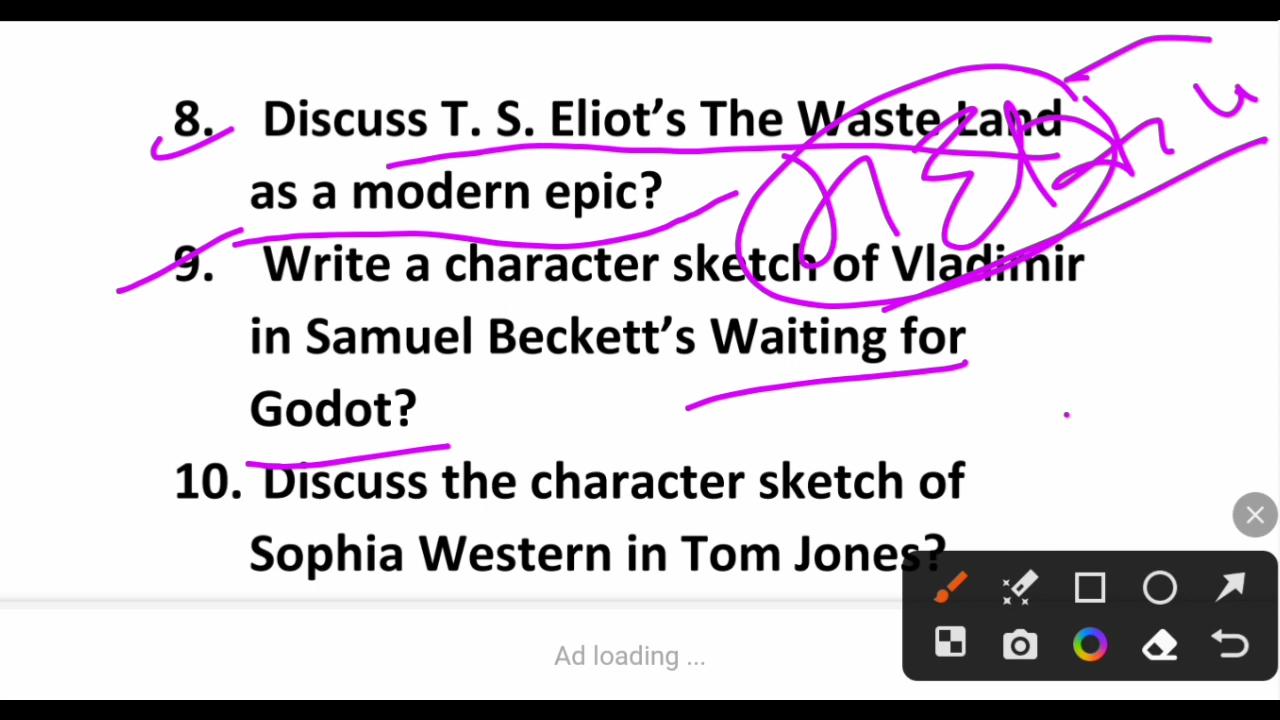 8. Discuss T. S. Eliot’s The Waste Land
as a modern epic?
9. Write a character sketch of Vladimir
in Samuel Beckett’s Waiting for
Godot?
10. Discuss the character sketch of
Sophia Western in Tom Jones?
Ad loading ...